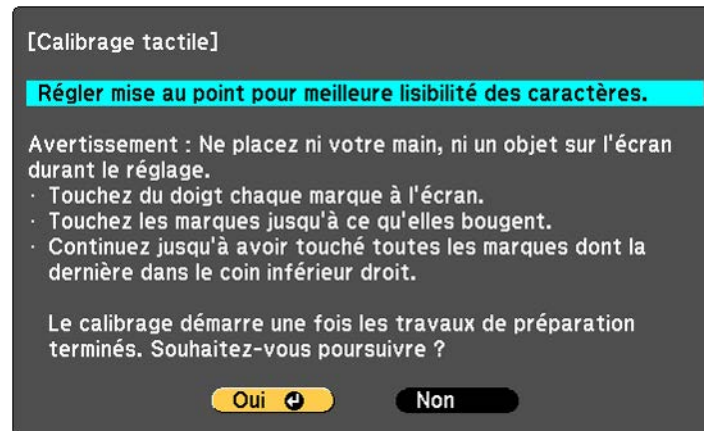 [Calibrage tactile]
Régler mise au point pour meilleure lisibilité des caractères.
Avertissement : Ne placez ni votre main, ni un objet sur l'écran
durant le réglage.
· Touchez du doigt chaque marque à l'écran.
· Touchez les marques jusqu'à ce qu'elles bougent.
· Continuez jusqu'à avoir touché toutes les marques dont la
dernière dans le coin inférieur droit.
Le calibrage démarre une fois les travaux de préparation
terminés. Souhaitez-vous poursuivre ?
Oui Non